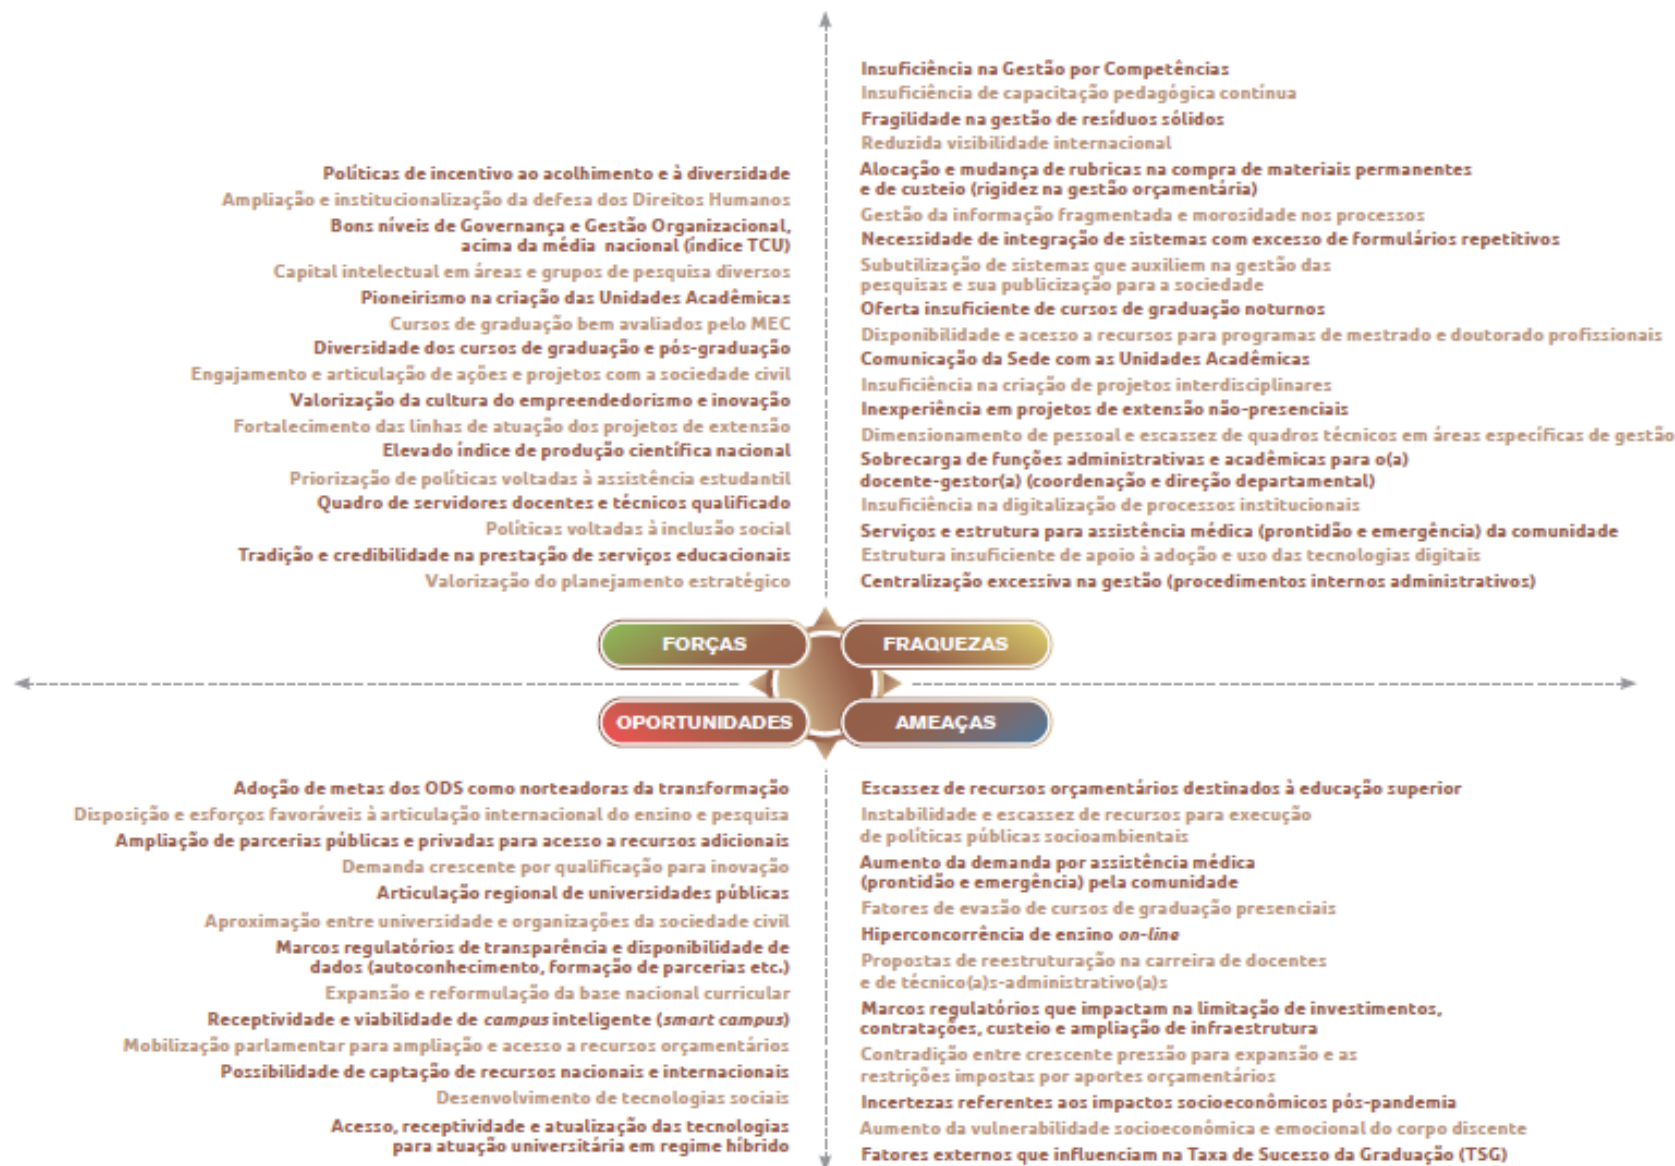 Políticas de incentivo ao acolhimento e à diversidade
Ampliação e institucionalização da defesa dos Direitos Humanos
Bons níveis de Governança e Gestão Organizacional,
acima da média nacional (índice TCU)
Capital intelectual em áreas e grupos de pesquisa diversos
Pioneirismo na criação das Unidades Acadêmicas
Cursos de graduação bem avaliados pelo MEC
Diversidade dos cursos de graduação e pós-graduação
Engajamento e articulação de ações e projetos com a sociedade civil
Valorização da cultura do empreendedorismo e inovação
Fortalecimento das linhas de atuação dos projetos de extensão
Elevado índice de produção científica nacional
Priorização de políticas voltadas à assistência estudantil
Quadro de servidores docentes e técnicos qualificado
Políticas voltadas à inclusão social
Tradição e credibilidade na prestação de serviços educacionais
Valorização do planejamento estratégico
Insuficiência na Gestão por Competências
Insuficiência de capacitação pedagógica contínua
Fragilidade na gestão de resíduos sólidos
Reduzida visibilidade internacional
Alocação e mudança de rubricas na compra de materiais permanentes
e de custeio (rigidez na gestão orçamentária)
Gestão da informação fragmentada e morosidade nos processos
Necessidade de integração de sistemas com excesso de formulários repetitivos
Subutilização de sistemas que auxiliem na gestão das
pesquisas e sua publicização para a sociedade
Oferta insuficiente de cursos de graduação noturnos
Disponibilidade e acesso a recursos para programas de mestrado e doutorado profissionais
Comunicação da Sede com as Unidades Acadêmicas
Insuficiência na criação de projetos interdisciplinares
Inexperiência em projetos de extensão não-presenciais
Dimensionamento de pessoal e escassez de quadros técnicos em áreas específicas de gestão
Sobrecarga de funções administrativas e acadêmicas para o(a)
docente-gestor(a) (coordenação e direção departamental)
Insuficiência na digitalização de processos institucionais
Serviços e estrutura para assistência médica (prontidão e emergência) da comunidade
Estrutura insuficiente de apoio à adoção e uso das tecnologias digitais
Centralização excessiva na gestão (procedimentos internos administrativos)
FORÇAS
FRAQUEZAS
OPORTUNIDADES
AMEAÇAS
Adoção de metas dos ODS como norteadoras da transformação
Disposição e esforços favoráveis à articulação internacional do ensino e pesquisa
Ampliação de parcerias públicas e privadas para acesso a recursos adicionais
Demanda crescente por qualificação para inovação
Articulação regional de universidades públicas
Aproximação entre universidade e organizações da sociedade civil
Marcos regulatórios de transparência e disponibilidade de
dados (autoconhecimento, formação de parcerias etc.)
Expansão e reformulação da base nacional curricular
Receptividade e viabilidade de campus inteligente (smart campus)
Mobilização parlamentar para ampliação e acesso a recursos orçamentários
Possibilidade de captação de recursos nacionais e internacionais
Desenvolvimento de tecnologias sociais
Acesso, receptividade e atualização das tecnologias
para atuação universitária em regime híbrido
Escassez de recursos orçamentários destinados à educação superior
Instabilidade e escassez de recursos para execução
de políticas públicas socioambientais
Aumento da demanda por assistência médica
(prontidão e emergência) pela comunidade
Fatores de evasão de cursos de graduação presenciais
Hiperconcorrência de ensino on-line
Propostas de reestruturação na carreira de docentes
e de técnico(a)s-administrativo(a)s
Marcos regulatórios que impactam na limitação de investimentos,
contratações, custeio e ampliação de infraestrutura
Contradição entre crescente pressão para expansão e as
restrições impostas por aportes orçamentários
Incertezas referentes aos impactos socioeconômicos pós-pandemia
Aumento da vulnerabilidade socioeconômica e emocional do corpo discente
Fatores externos que influenciam na Taxa de Sucesso da Graduação (TSG)